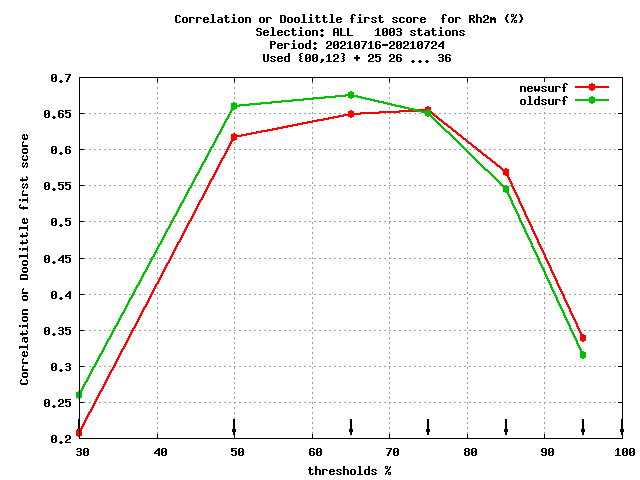 Correlation or Doolittle first score  for Rh2m (%)
Selection: ALL   1003 stations
Period: 20210716-20210724
Used {00,12} + 25 26 ... 36
newsurf
oldsurf
Correlation or Doolittle first score
0.7
0.65
0.6
0.55
0.5
0.45
0.4
0.35
0.3
0.25
0.2
30 40 50 60 70 80 90 100
thresholds %